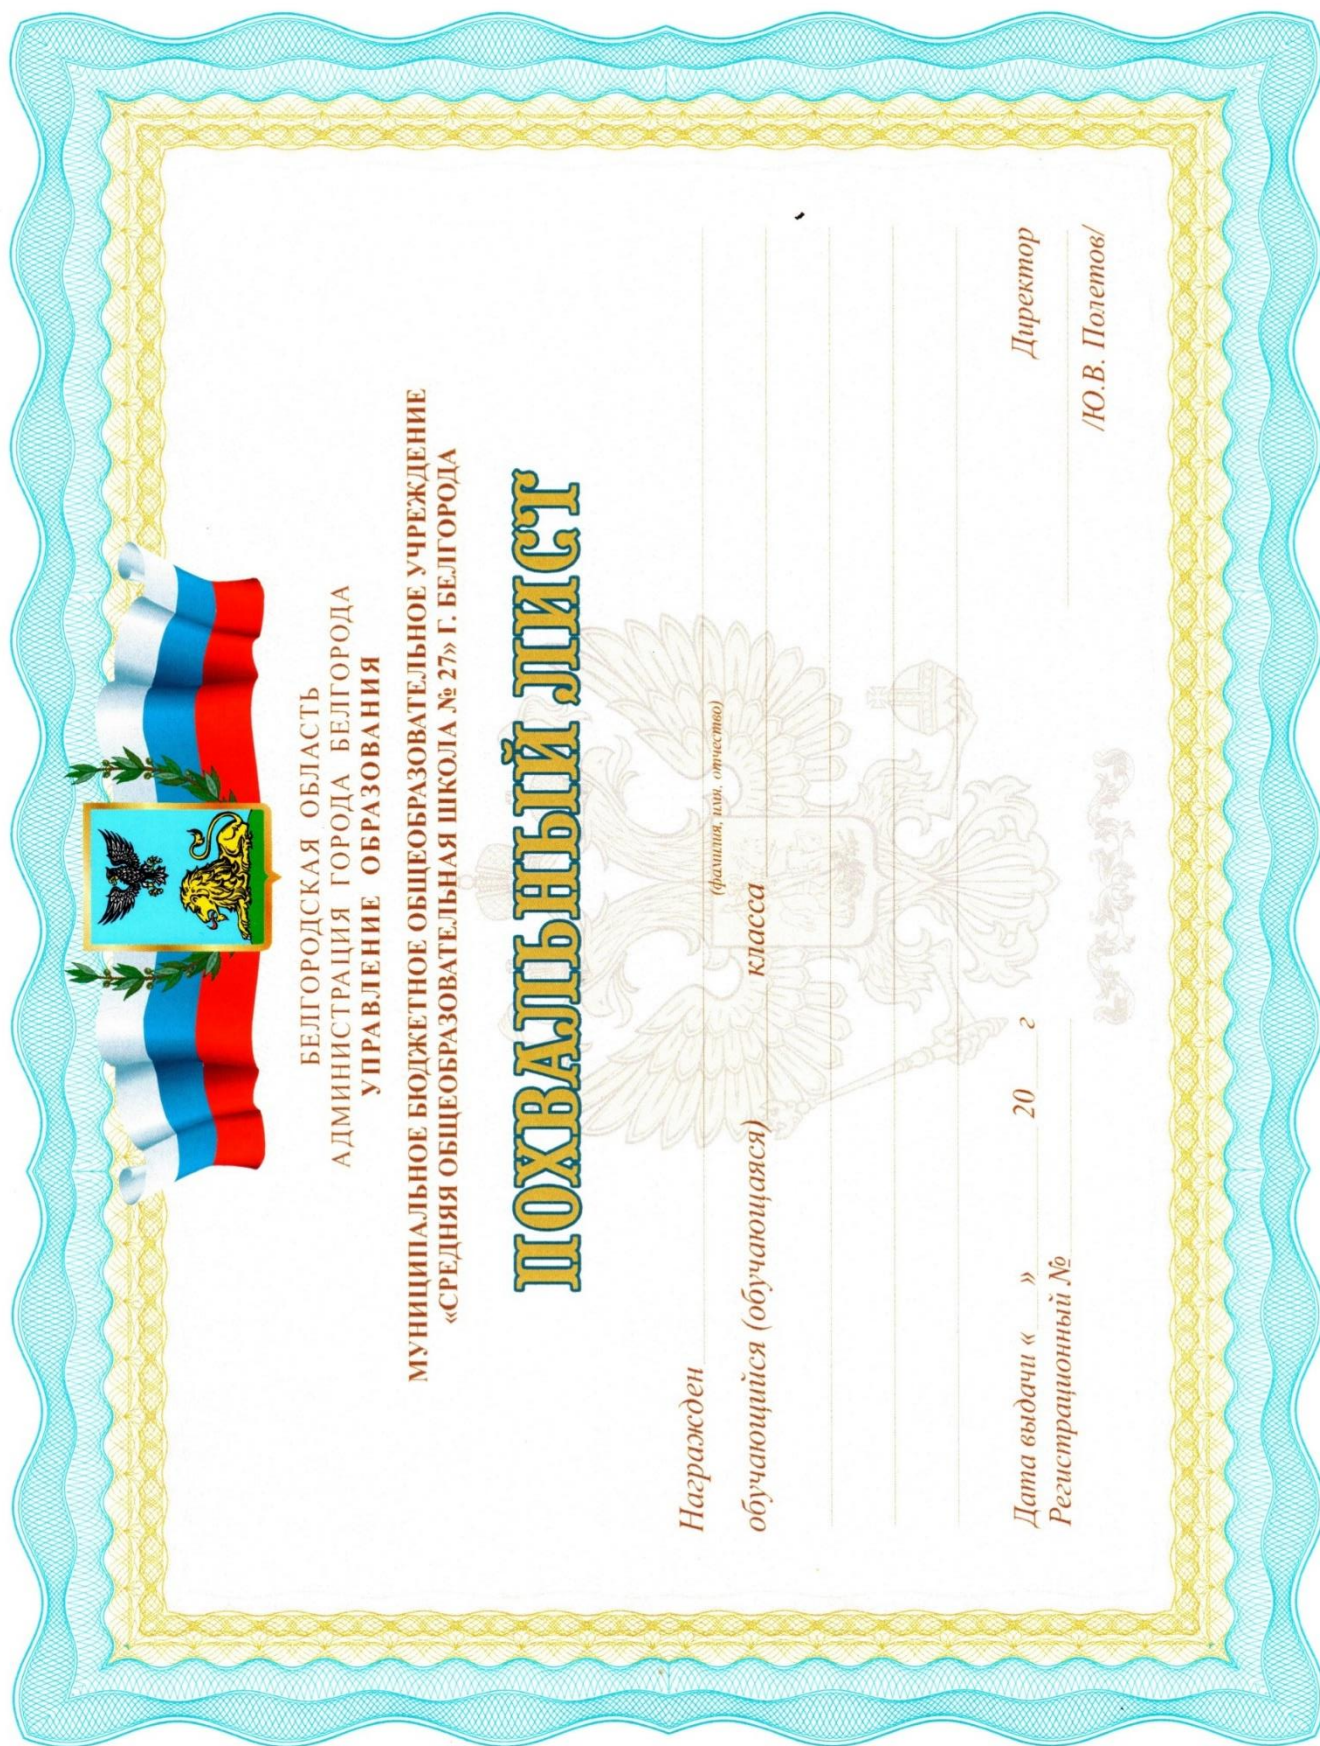 БЕЛГОРОДСКАЯ ОБЛАСТЬ
АДМИНИСТРАЦИЯ ГОРОДА БЕЛГОРОДА
УПРАВЛЕНИЕ ОБРАЗОВАНИЯ
МУНИЦИПАЛЬНОЕ БЮДЖЕТНОЕ ОБЩЕОБРАЗОВАТЕЛЬНОЕ УЧРЕЖДЕНИЕ
«СРЕДНЯЯ ОБЩЕОБРАЗОВАТЕЛЬНАЯ ШКОЛА № 27» Г. БЕЛГОРОДА
ПОХВАЛЬНЫЙ ЛИСТ
Награжден
(фамилия, имя, отчество)
обучающийся (обучающаяся) класса
Дата выдачи « » 20 г
Регистрационный №
Директор
/Ю.В. Полетов/